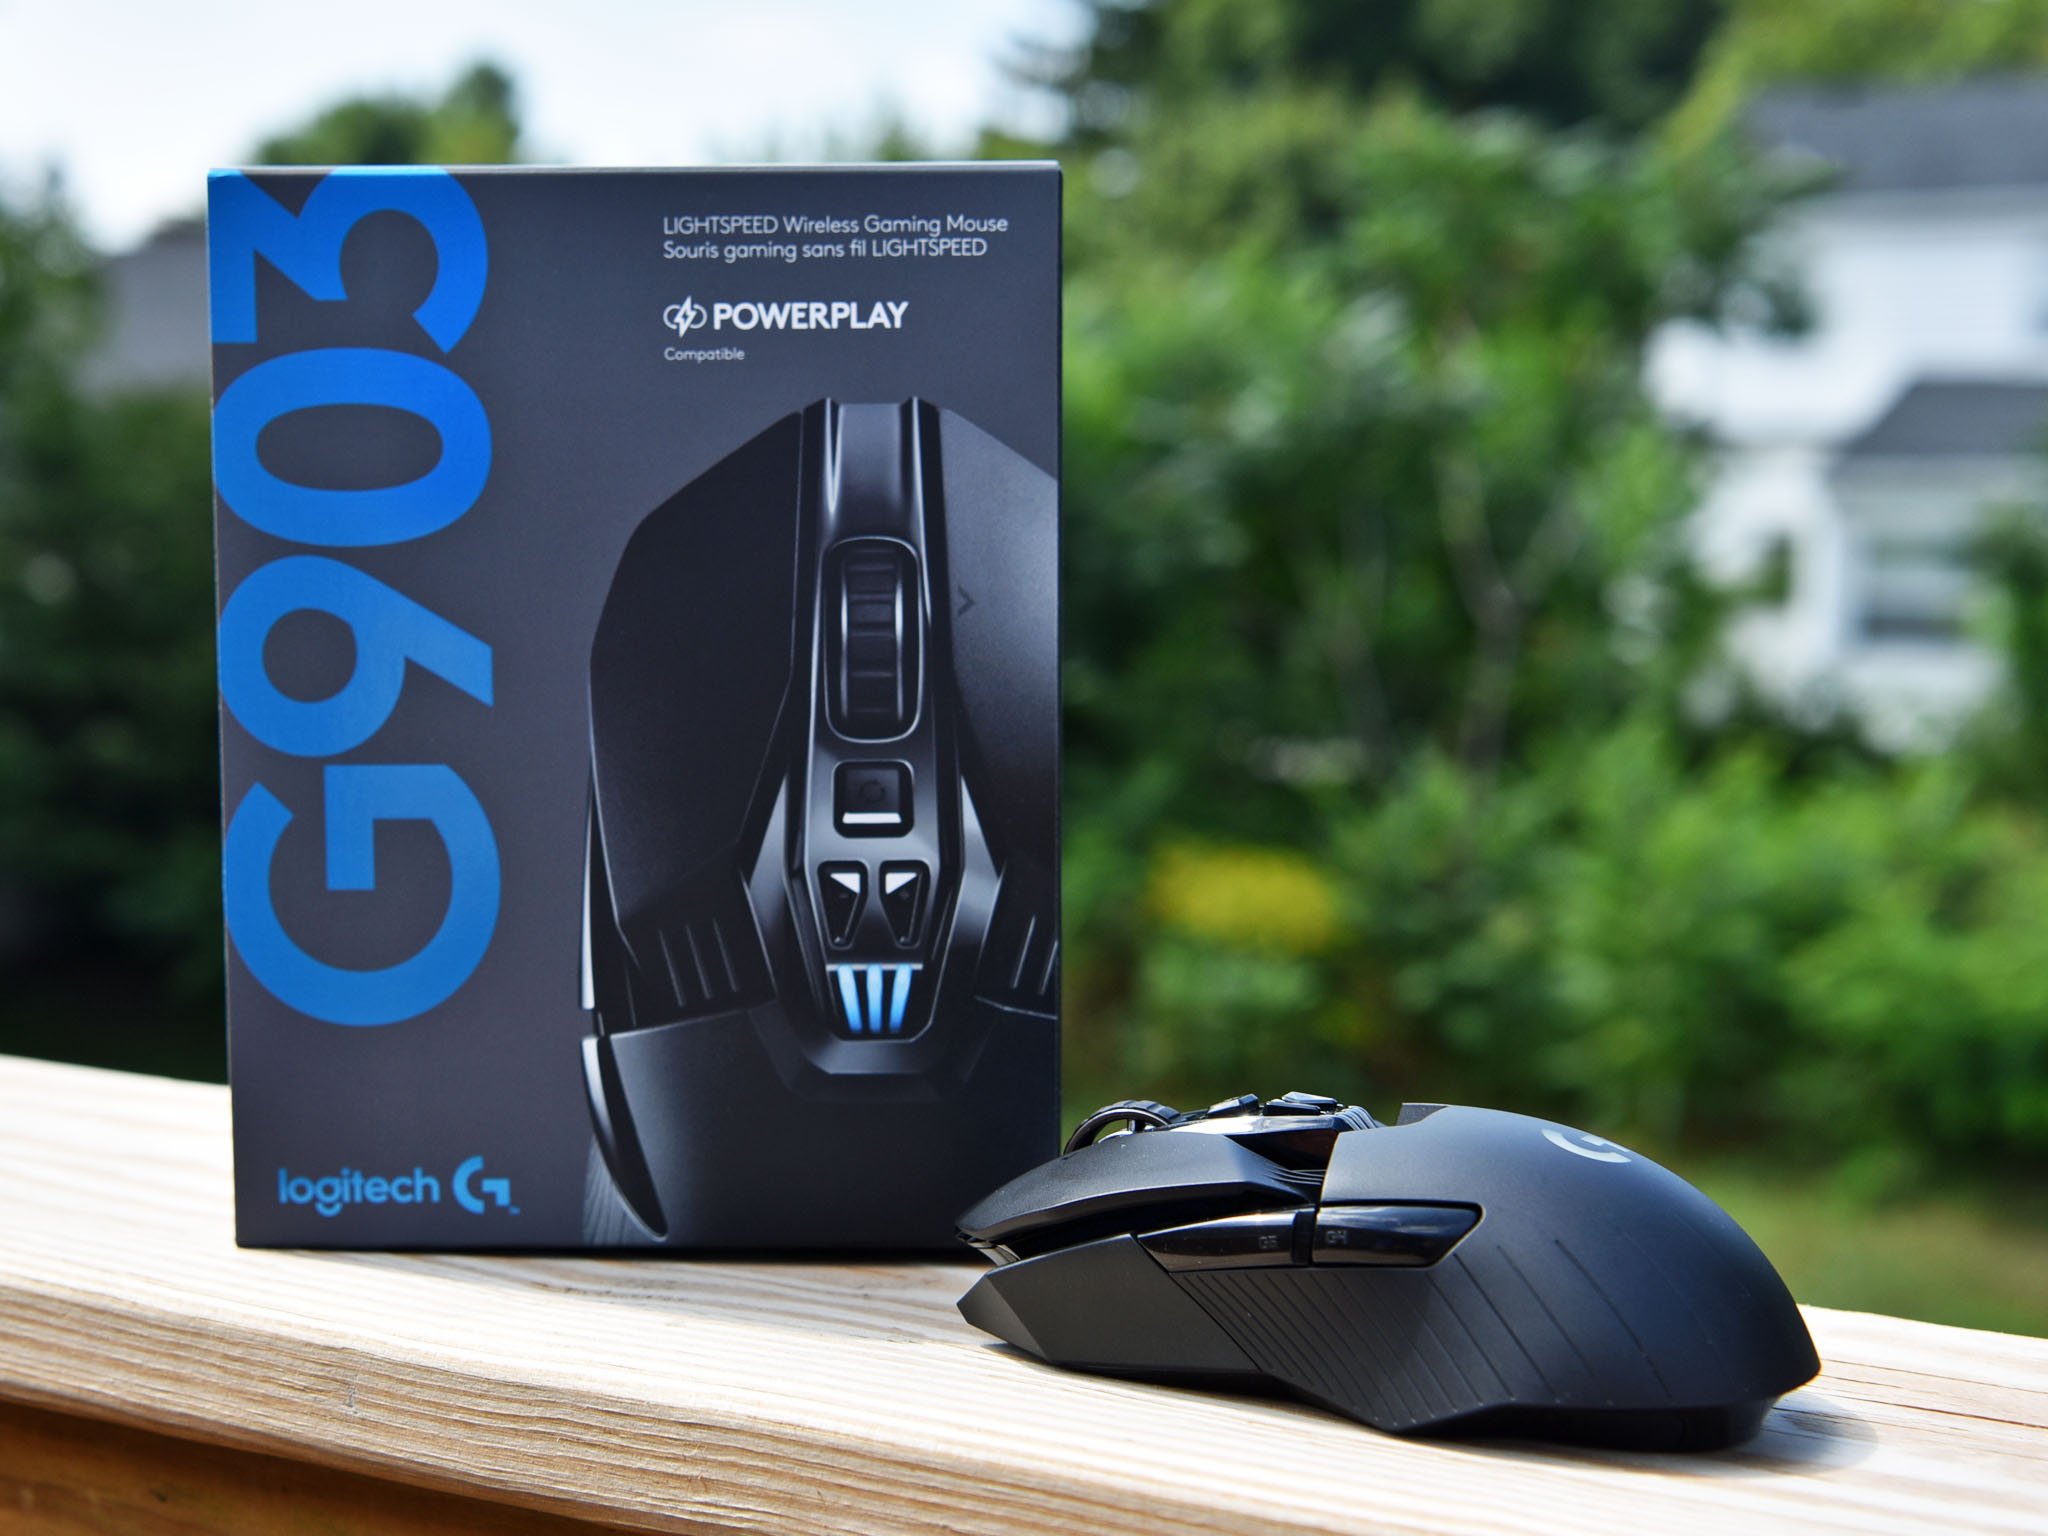 G903
LIGHTSPEED Wireless Gaming Mouse
Souris gaming sans fil LIGHTSPEED
POWERPLAY
Compatible
logitech G
G5 G4
G